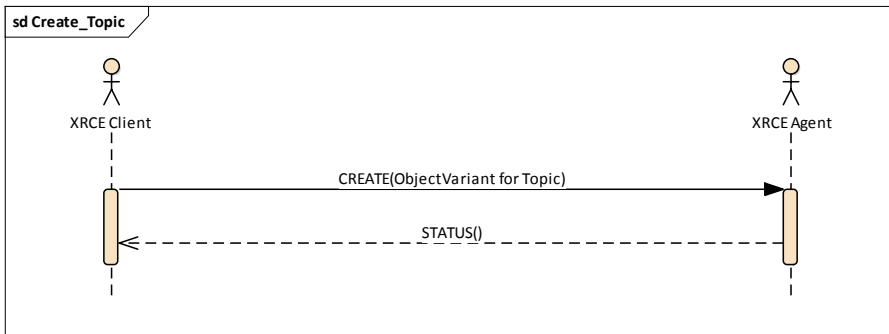 sd Create_Topic
XRCE Client
XRCE Agent
CREATE(ObjectVariant for Topic)
STATUS()